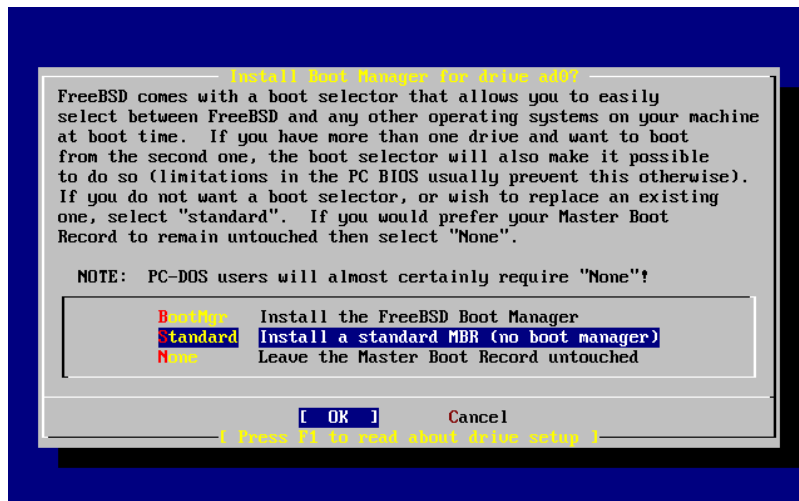 Install Boot Manager for drive ad0?
FreeBSD comes with a boot selector that allows you to easily
select between FreeBSD and any other operating systems on your machine
at boot time.  If you have more than one drive and want to boot
from the second one, the boot selector will also make it possible
to do so (limitations in the PC BIOS usually prevent this otherwise).
If you do not want a boot selector, or wish to replace an existing
one, select "standard".  If you would prefer your Master Boot
Record to remain untouched then select "None".
NOTE:  PC-DOS users will almost certainly require "None"!
BootMgr   Install the FreeBSD Boot Manager
Standard  Install a standard MBR (no boot manager)
None      Leave the Master Boot Record untouched
[  OK  ]       Cancel
[ Press F1 to read about drive setup ]